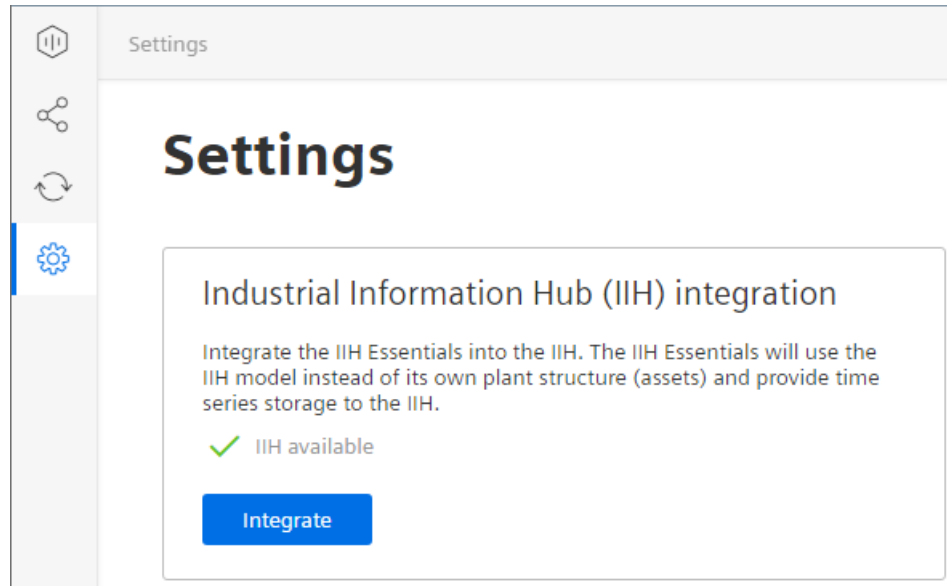 Settings
Settings
Industrial Information Hub (IIH) integration
Integrate the IIH Essentials into the IIH. The IIH Essentials will use the
IIH model instead of its own plant structure (assets) and provide time
series storage to the IIH.
IIH available
Integrate